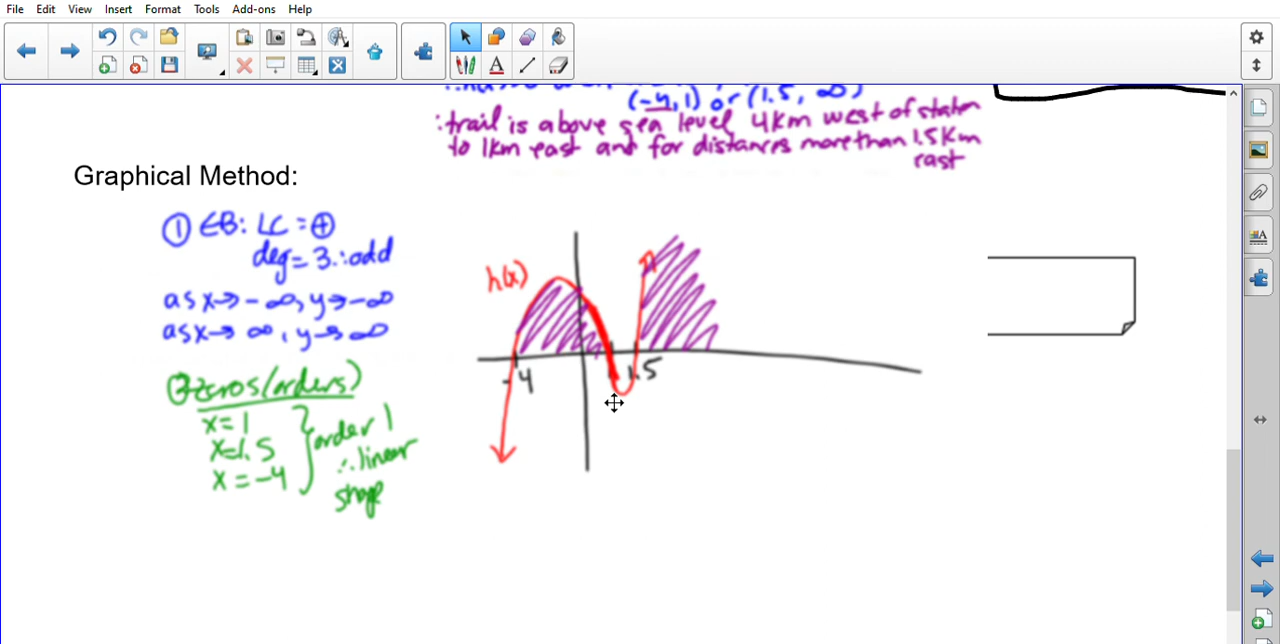 File Edit View Insert Format Tools Add-ons Help
(-4,1) or (1.5, ∞)
∴ trail is above sea level 4km west of station
to 1km east and for distances more than 1.5km
east
Graphical Method:
① EB: LC = ⊕
deg = 3 ∴ odd
as x→ -∞, y→ -∞
as x→ ∞, y→ ∞
② zeros/orders)
x=1
x=1.5
x=-4
order 1
∴ linear
shape
h(x)
-4
1.5